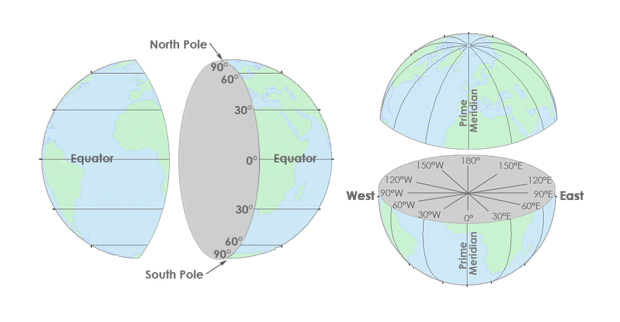 North Pole
90°
60°
30°
Equator
0°
Equator
30°
60°
90°
South Pole
Prime
Meridian
180°
150°W
150°E
120°W
120°E
West
90°W
90°E
East
60°W
60°E
30°W
0°
30°E
Prime
Meridian